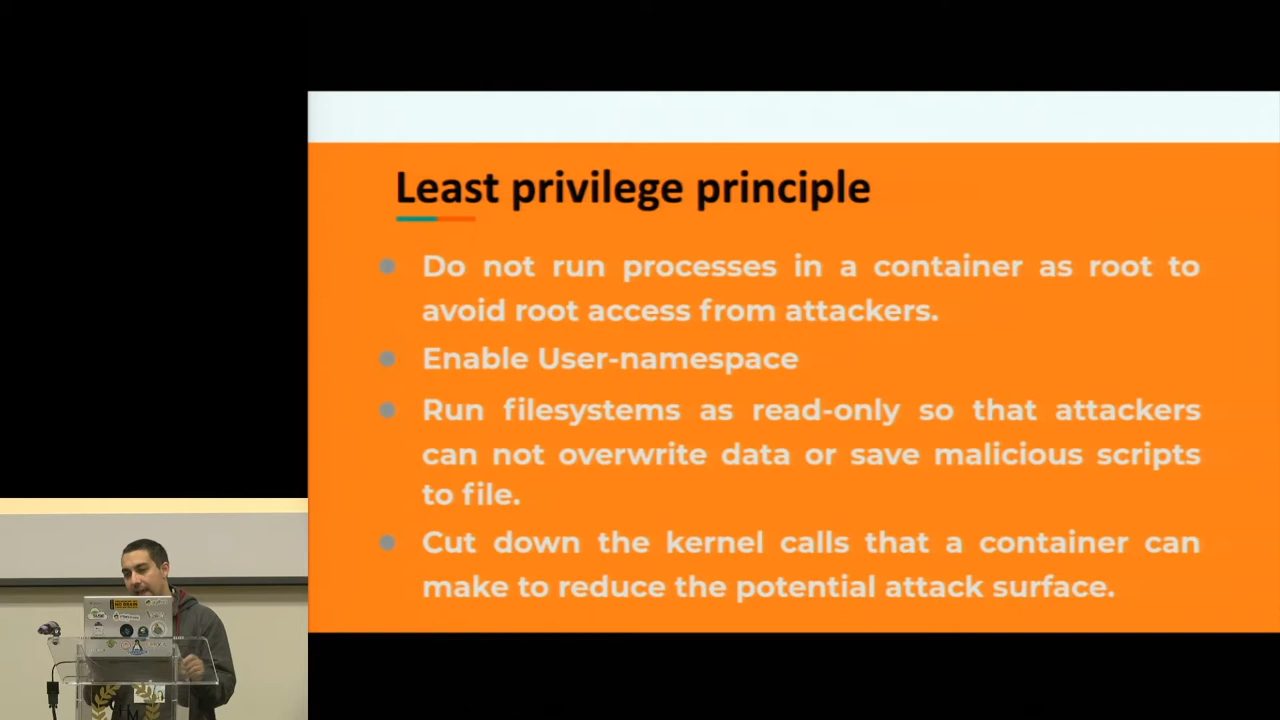 Least privilege principle
Do not run processes in a container as root to
avoid root access from attackers.
Enable User-namespace
Run filesystems as read-only so that attackers
can not overwrite data or save malicious scripts
to file.
Cut down the kernel calls that a container can
make to reduce the potential attack surface.